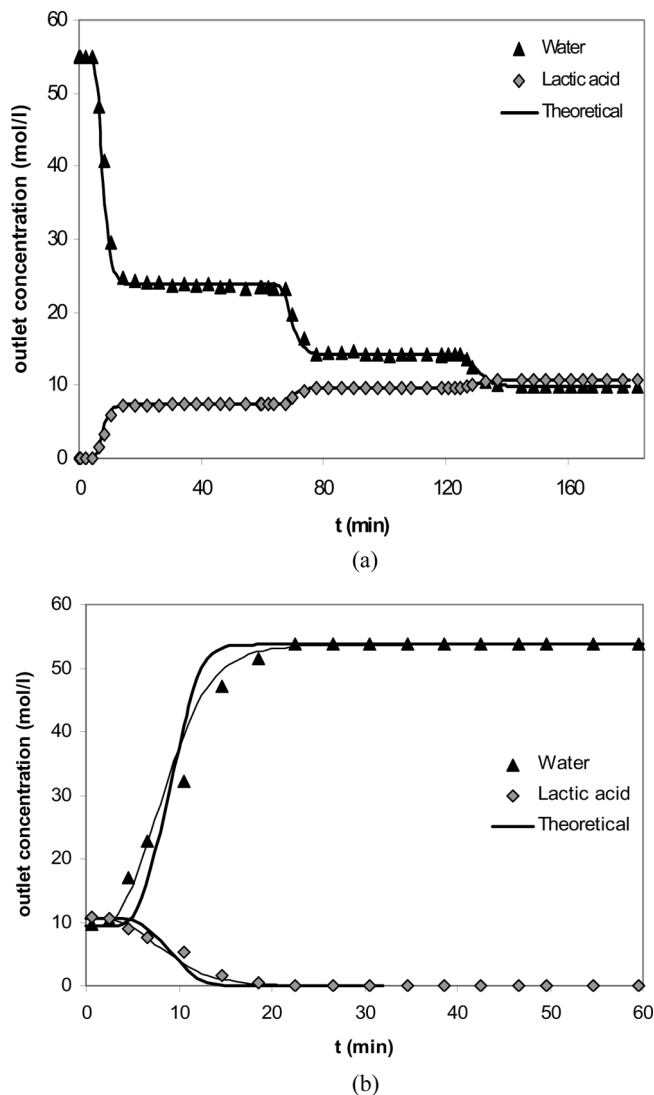 60
50
40
30
20
10
0
outlet concentration (mol/l)
Water
Lactic acid
Theoretical
0 40 80 120 160
t (min)
(a)
60
50
40
30
20
10
0
outlet concentration (mol/l)
Water
Lactic acid
Theoretical
0 10 20 30 40 50 60
t (min)
(b)